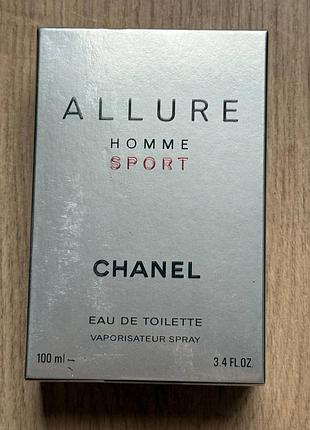 ALLURE
HOMME
SPORT
CHANEL
EAU DE TOILETTE
VAPORISATEUR SPRAY
100 ml 3.4 FL.OZ.